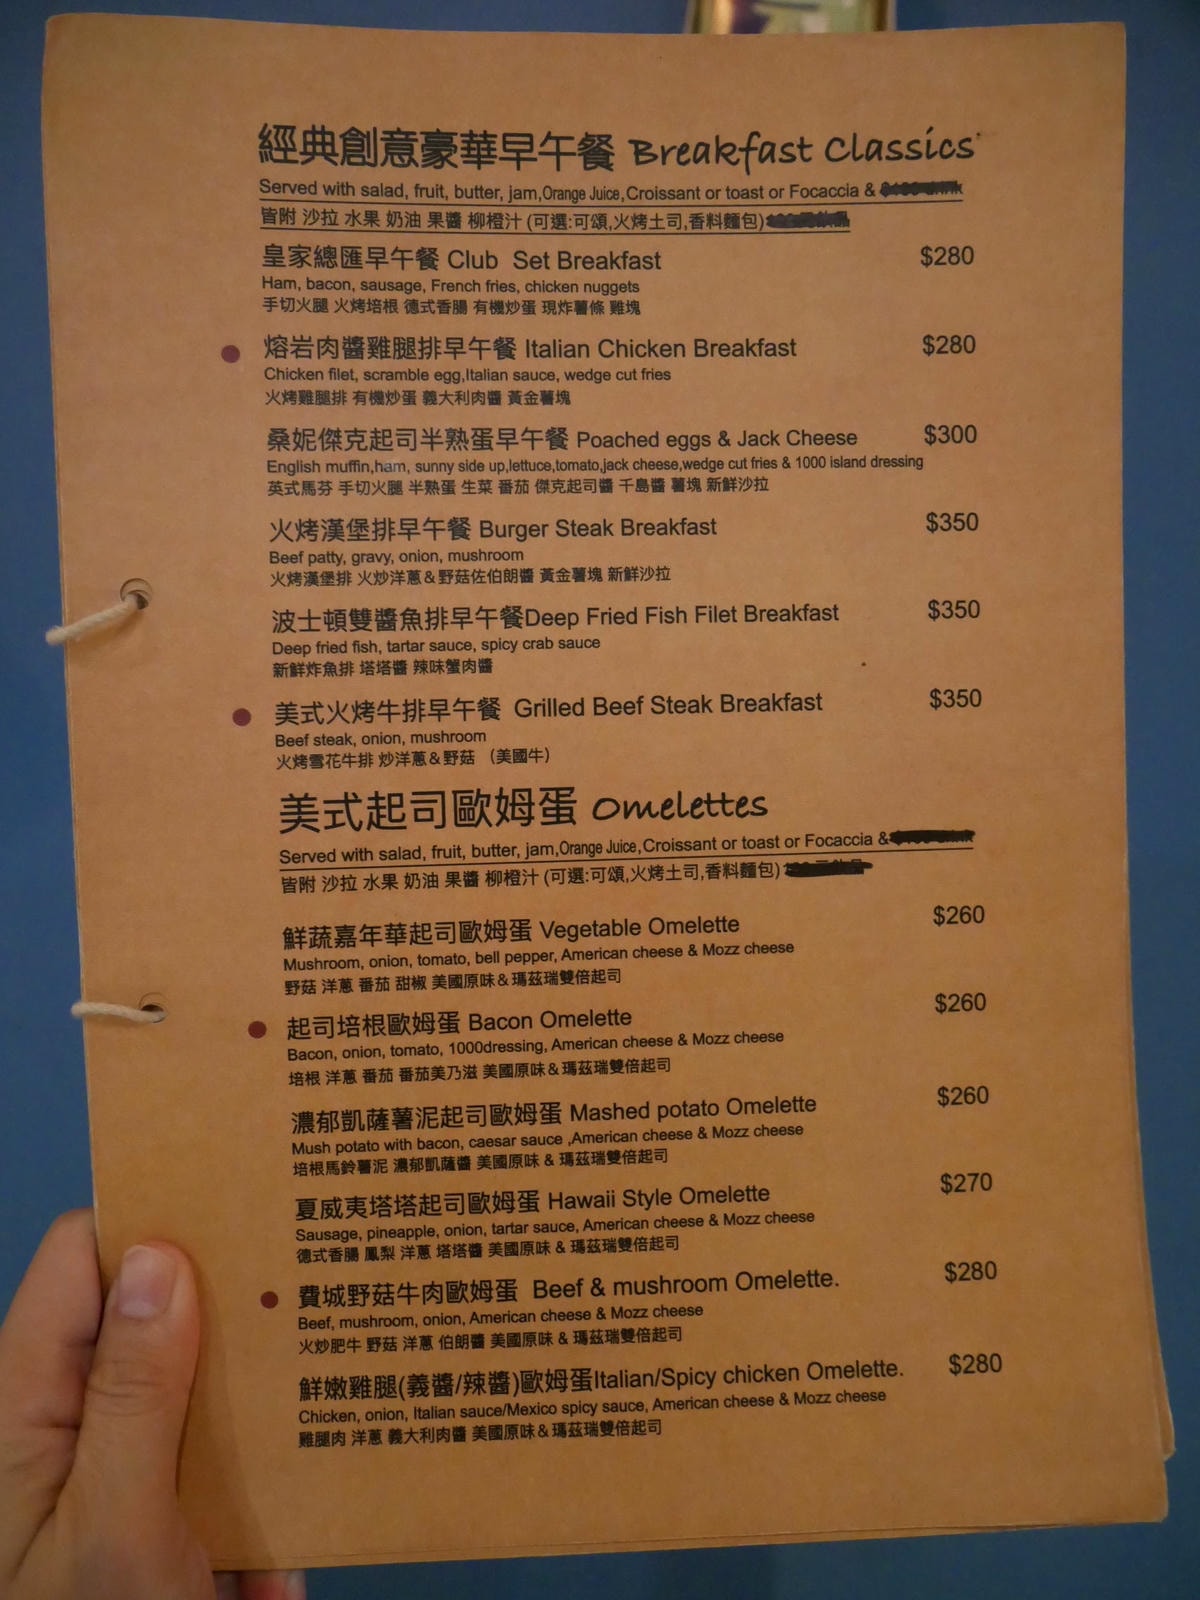 經典創意豪華早午餐 Breakfast Classics
Served with salad, fruit, butter, jam,Orange Juice,Croissant or toast or Focaccia &
皆附 沙拉 水果 奶油 果醬 柳橙汁 (可選:可頌,火烤土司,香料麵包)
皇家總匯早午餐 Club Set Breakfast $280
Ham, bacon, sausage, French fries, chicken nuggets
手切火腿 火烤培根 德式香腸 有機炒蛋 現炸薯條 雞塊
熔岩肉醬雞腿排早午餐 Italian Chicken Breakfast $280
Chicken filet, scramble egg,Italian sauce, wedge cut fries
火烤雞腿排 有機炒蛋 義大利肉醬 黃金薯塊
桑妮傑克起司半熟蛋早午餐 Poached eggs & Jack Cheese $300
English muffin,ham, sunny side up,lettuce,tomato,jack cheese,wedge cut fries & 1000 island dressing
英式馬芬 手切火腿 半熟蛋 生菜 番茄 傑克起司醬 千島醬 薯塊 新鮮沙拉
火烤漢堡排早午餐 Burger Steak Breakfast $350
Beef patty, gravy, onion, mushroom
火烤漢堡排 火炒洋蔥&野菇佐伯朗醬 黃金薯塊 新鮮沙拉
波士頓雙醬魚排早午餐Deep Fried Fish Filet Breakfast $350
Deep fried fish, tartar sauce, spicy crab sauce
新鮮炸魚排 塔塔醬 辣味蟹肉醬
美式火烤牛排早午餐 Grilled Beef Steak Breakfast $350
Beef steak, onion, mushroom
火烤雪花牛排 炒洋蔥&野菇 (美國牛)
美式起司歐姆蛋 Omelettes
Served with salad, fruit, butter, jam,Orange Juice,Croissant or toast or Focaccia &
皆附 沙拉 水果 奶油 果醬 柳橙汁 (可選:可頌,火烤土司,香料麵包)
鮮蔬嘉年華起司歐姆蛋 Vegetable Omelette $260
Mushroom, onion, tomato, bell pepper, American cheese & Mozz cheese
野菇 洋蔥 番茄 甜椒 美國原味&瑪茲瑞雙倍起司
起司培根歐姆蛋 Bacon Omelette $260
Bacon, onion, tomato, 1000dressing, American cheese & Mozz cheese
培根 洋蔥 番茄 番茄美乃滋 美國原味&瑪茲瑞雙倍起司
濃郁凱薩薯泥起司歐姆蛋 Mashed potato Omelette $260
Mush potato with bacon, caesar sauce ,American cheese & Mozz cheese
培根馬鈴薯泥 濃郁凱薩醬 美國原味 & 瑪茲瑞雙倍起司
夏威夷塔塔起司歐姆蛋 Hawaii Style Omelette $270
Sausage, pineapple, onion, tartar sauce, American cheese & Mozz cheese
德式香腸 鳳梨 洋蔥 塔塔醬 美國原味 & 瑪茲瑞雙倍起司
費城野菇牛肉歐姆蛋 Beef & mushroom Omelette. $280
Beef, mushroom, onion, American cheese & Mozz cheese
火炒肥牛 野菇 洋蔥 伯朗醬 美國原味 & 瑪茲瑞雙倍起司
鮮嫩雞腿(義醬/辣醬)歐姆蛋Italian/Spicy chicken Omelette. $280
Chicken, onion, Italian sauce/Mexico spicy sauce, American cheese & Mozz cheese
雞腿肉 洋蔥 義大利肉醬 美國原味&瑪茲瑞雙倍起司